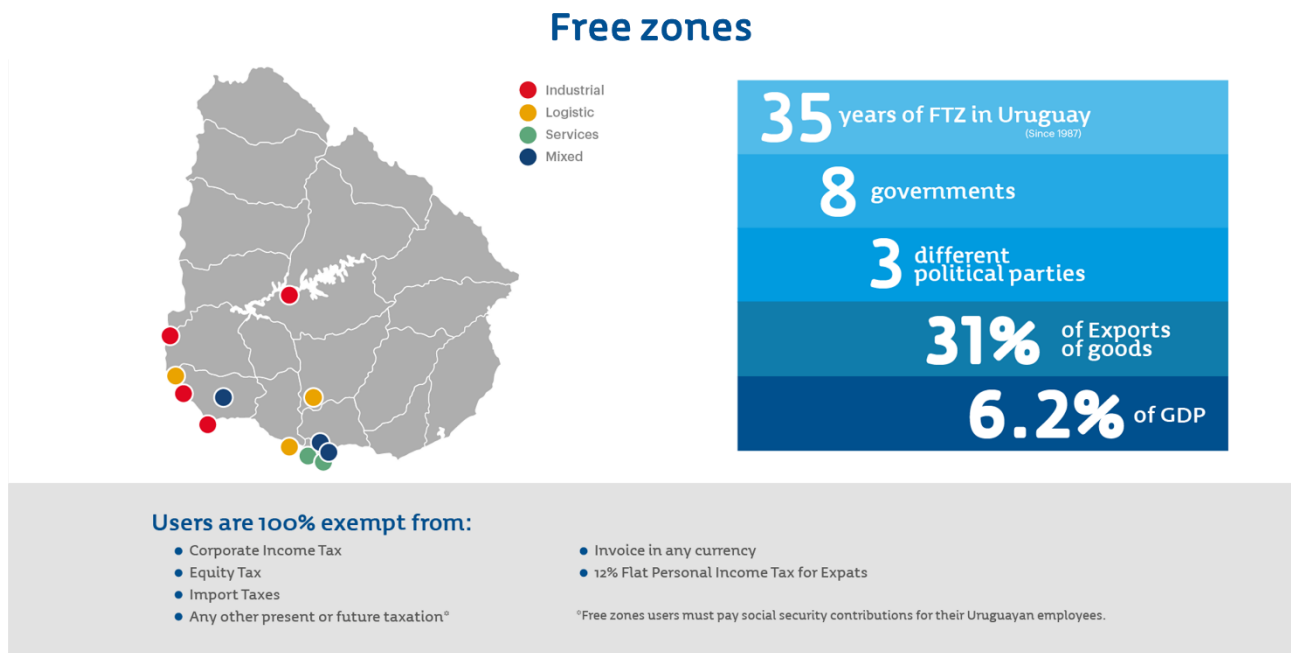 Free zones
Industrial
Logistic
Services
Mixed
35 years of FTZ in Uruguay
(Since 1987)
8 governments
3 different
political parties
31% of Exports
of goods
6.2% of GDP
Users are 100% exempt from:
• Corporate Income Tax
• Equity Tax
• Import Taxes
• Any other present or future taxation*
• Invoice in any currency
• 12% Flat Personal Income Tax for Expats
*Free zones users must pay social security contributions for their Uruguayan employees.